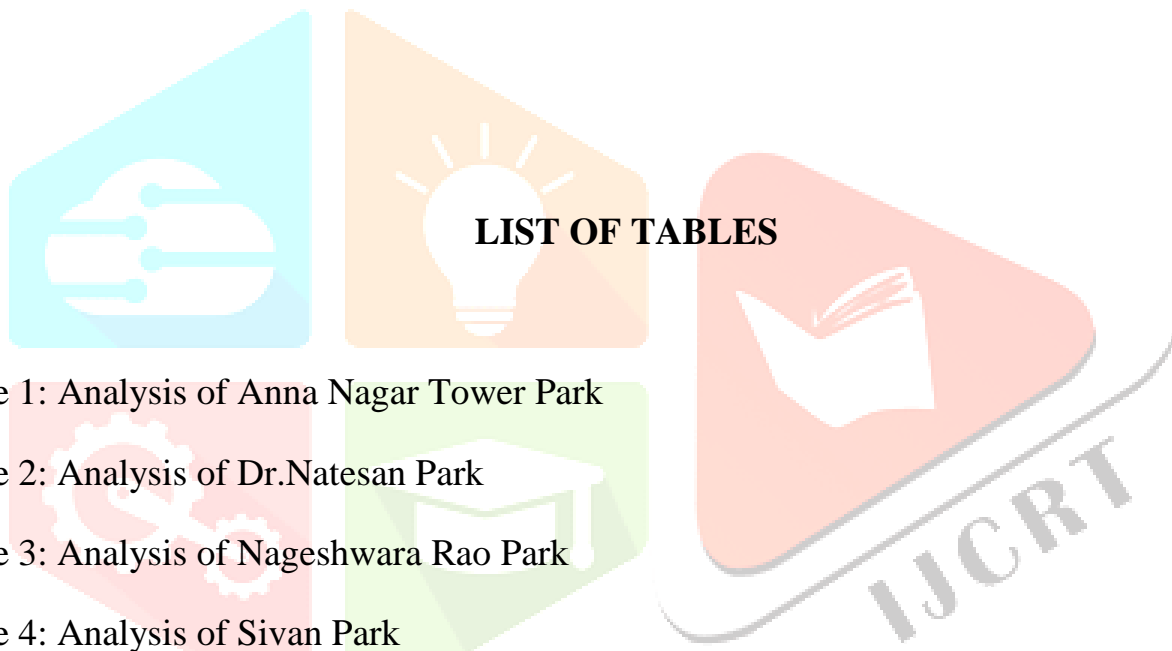 LIST OF TABLES
e 1: Analysis of Anna Nagar Tower Park
e 2: Analysis of Dr.Natesan Park
e 3: Analysis of Nageshwara Rao Park
e 4: Analysis of Sivan Park
IJCRT